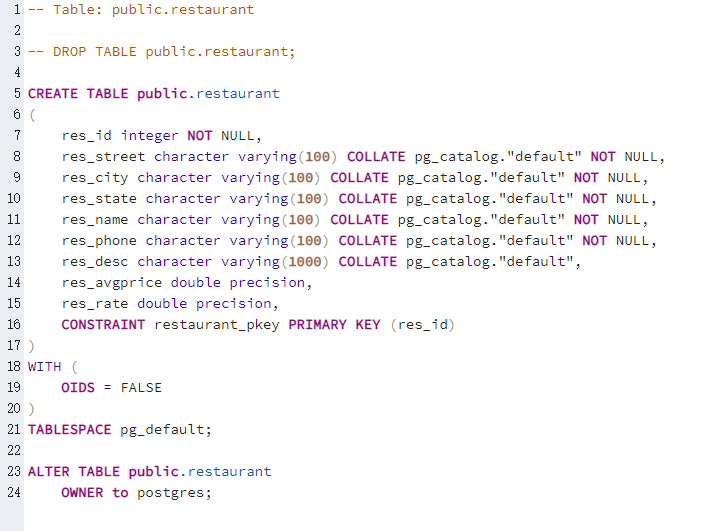 1 -- Table: public.restaurant
2
3 -- DROP TABLE public.restaurant;
4
5 CREATE TABLE public.restaurant
6 (
7     res_id integer NOT NULL,
8     res_street character varying(100) COLLATE pg_catalog."default" NOT NULL,
9     res_city character varying(100) COLLATE pg_catalog."default" NOT NULL,
10     res_state character varying(100) COLLATE pg_catalog."default" NOT NULL,
11     res_name character varying(100) COLLATE pg_catalog."default" NOT NULL,
12     res_phone character varying(100) COLLATE pg_catalog."default" NOT NULL,
13     res_desc character varying(1000) COLLATE pg_catalog."default",
14     res_avgprice double precision,
15     res_rate double precision,
16     CONSTRAINT restaurant_pkey PRIMARY KEY (res_id)
17 )
18 WITH (
19     OIDS = FALSE
20 )
21 TABLESPACE pg_default;
22
23 ALTER TABLE public.restaurant
24     OWNER to postgres;